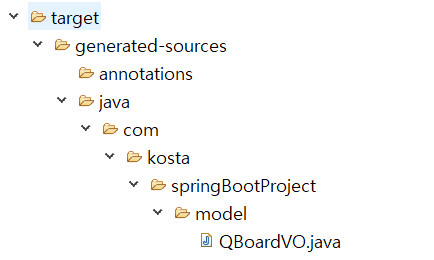 target
generated-sources
annotations
java
com
kosta
springBootProject
model
QBoardVO.java